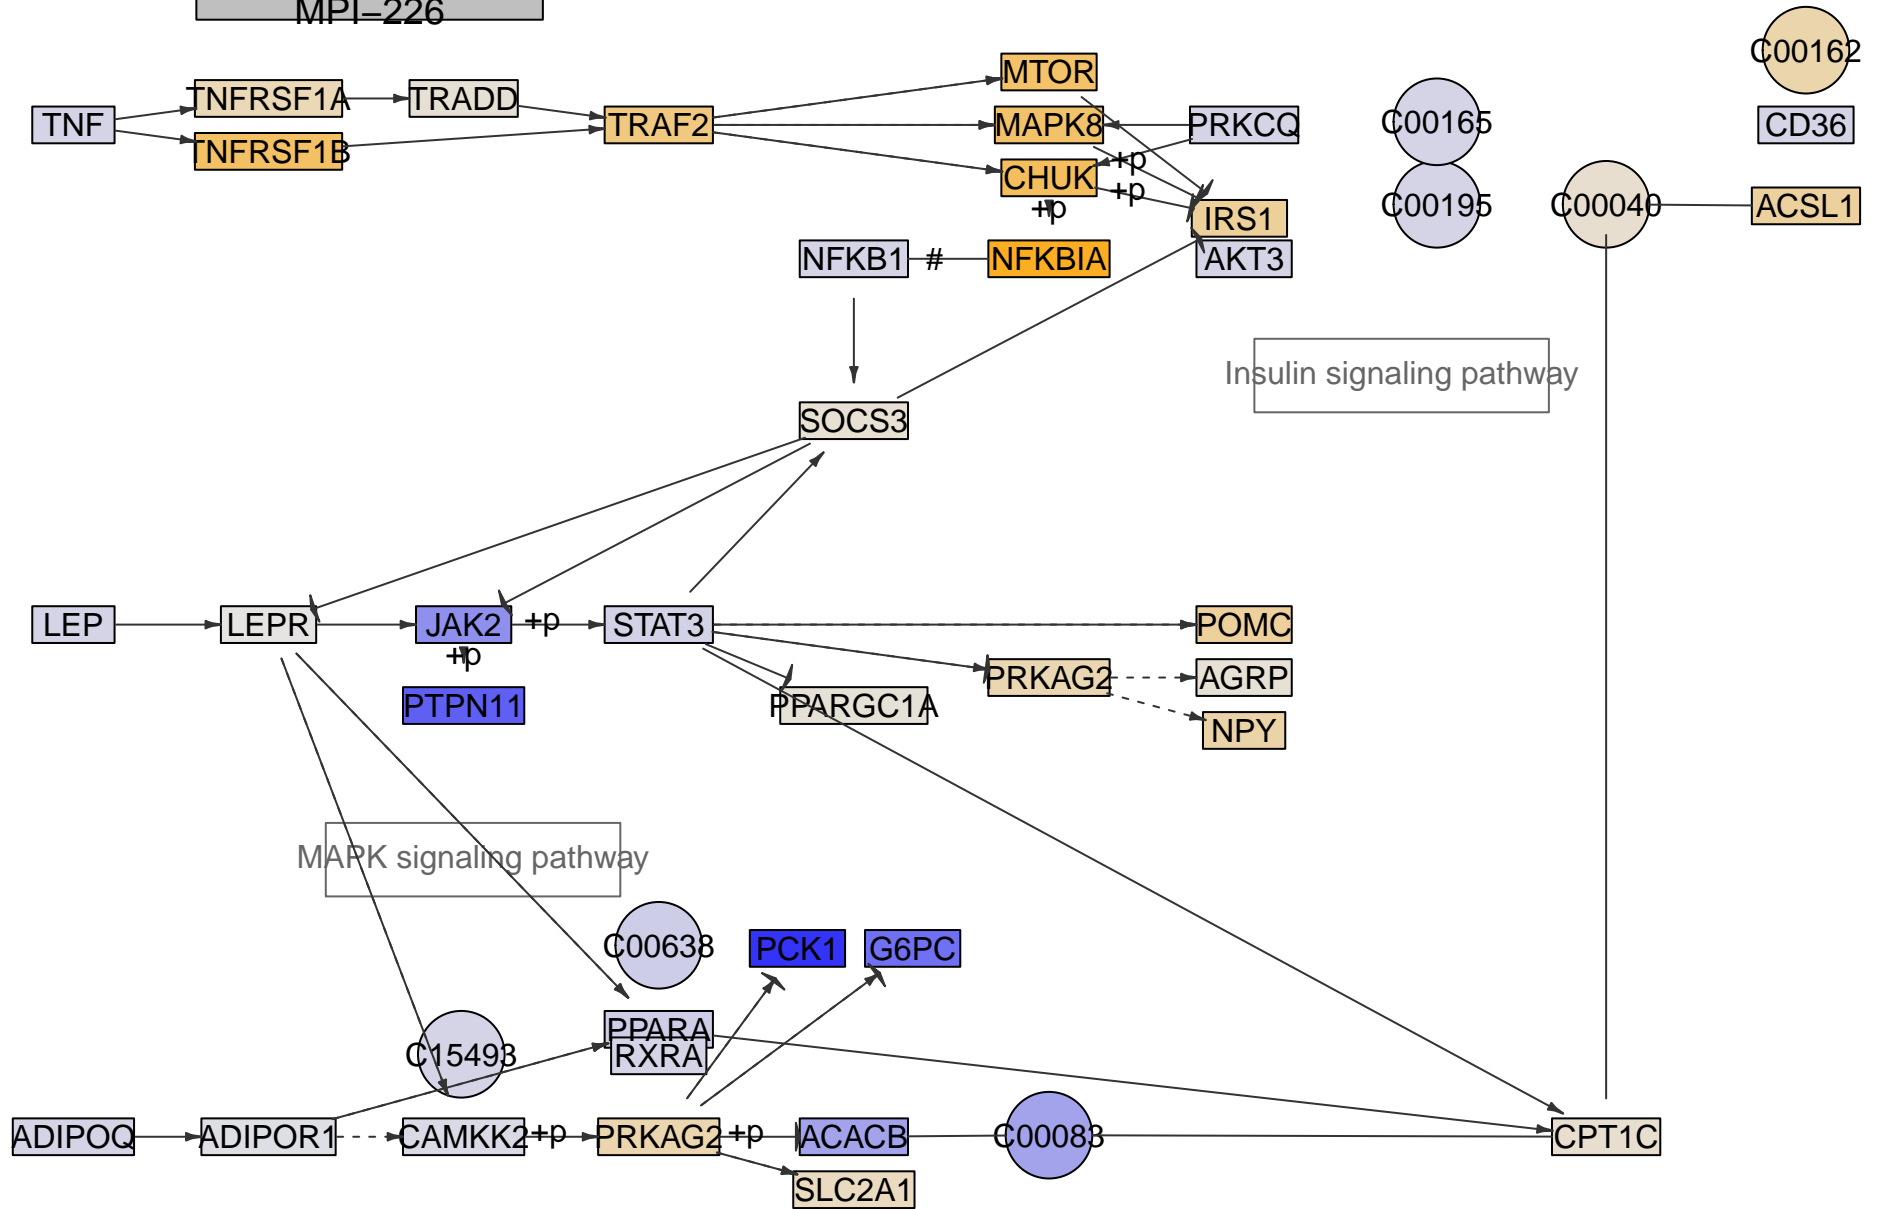 MPI–226
C00162
MTOR
TNFRSF1A
TRADD
TNF
TRAF2
MAPK8
PRKCQ
C00165
CD36
TNFRSF1B
+p
CHUK
+p
+p
IRS1
C00195
C00040
ACSL1
NFKB1
#
NFKBIA
AKT3
Insulin signaling pathway
SOCS3
LEP
LEPR
JAK2
+p
STAT3
POMC
+p
PRKAG2
AGRP
PTPN11
PPARGC1A
NPY
MAPK signaling pathway
C00638
PCK1
G6PC
PPARA
C15493
RXRA
ADIPOQ
ADIPOR1
CAMKK2
+p
PRKAG2
+p
ACACB
C00083
CPT1C
SLC2A1